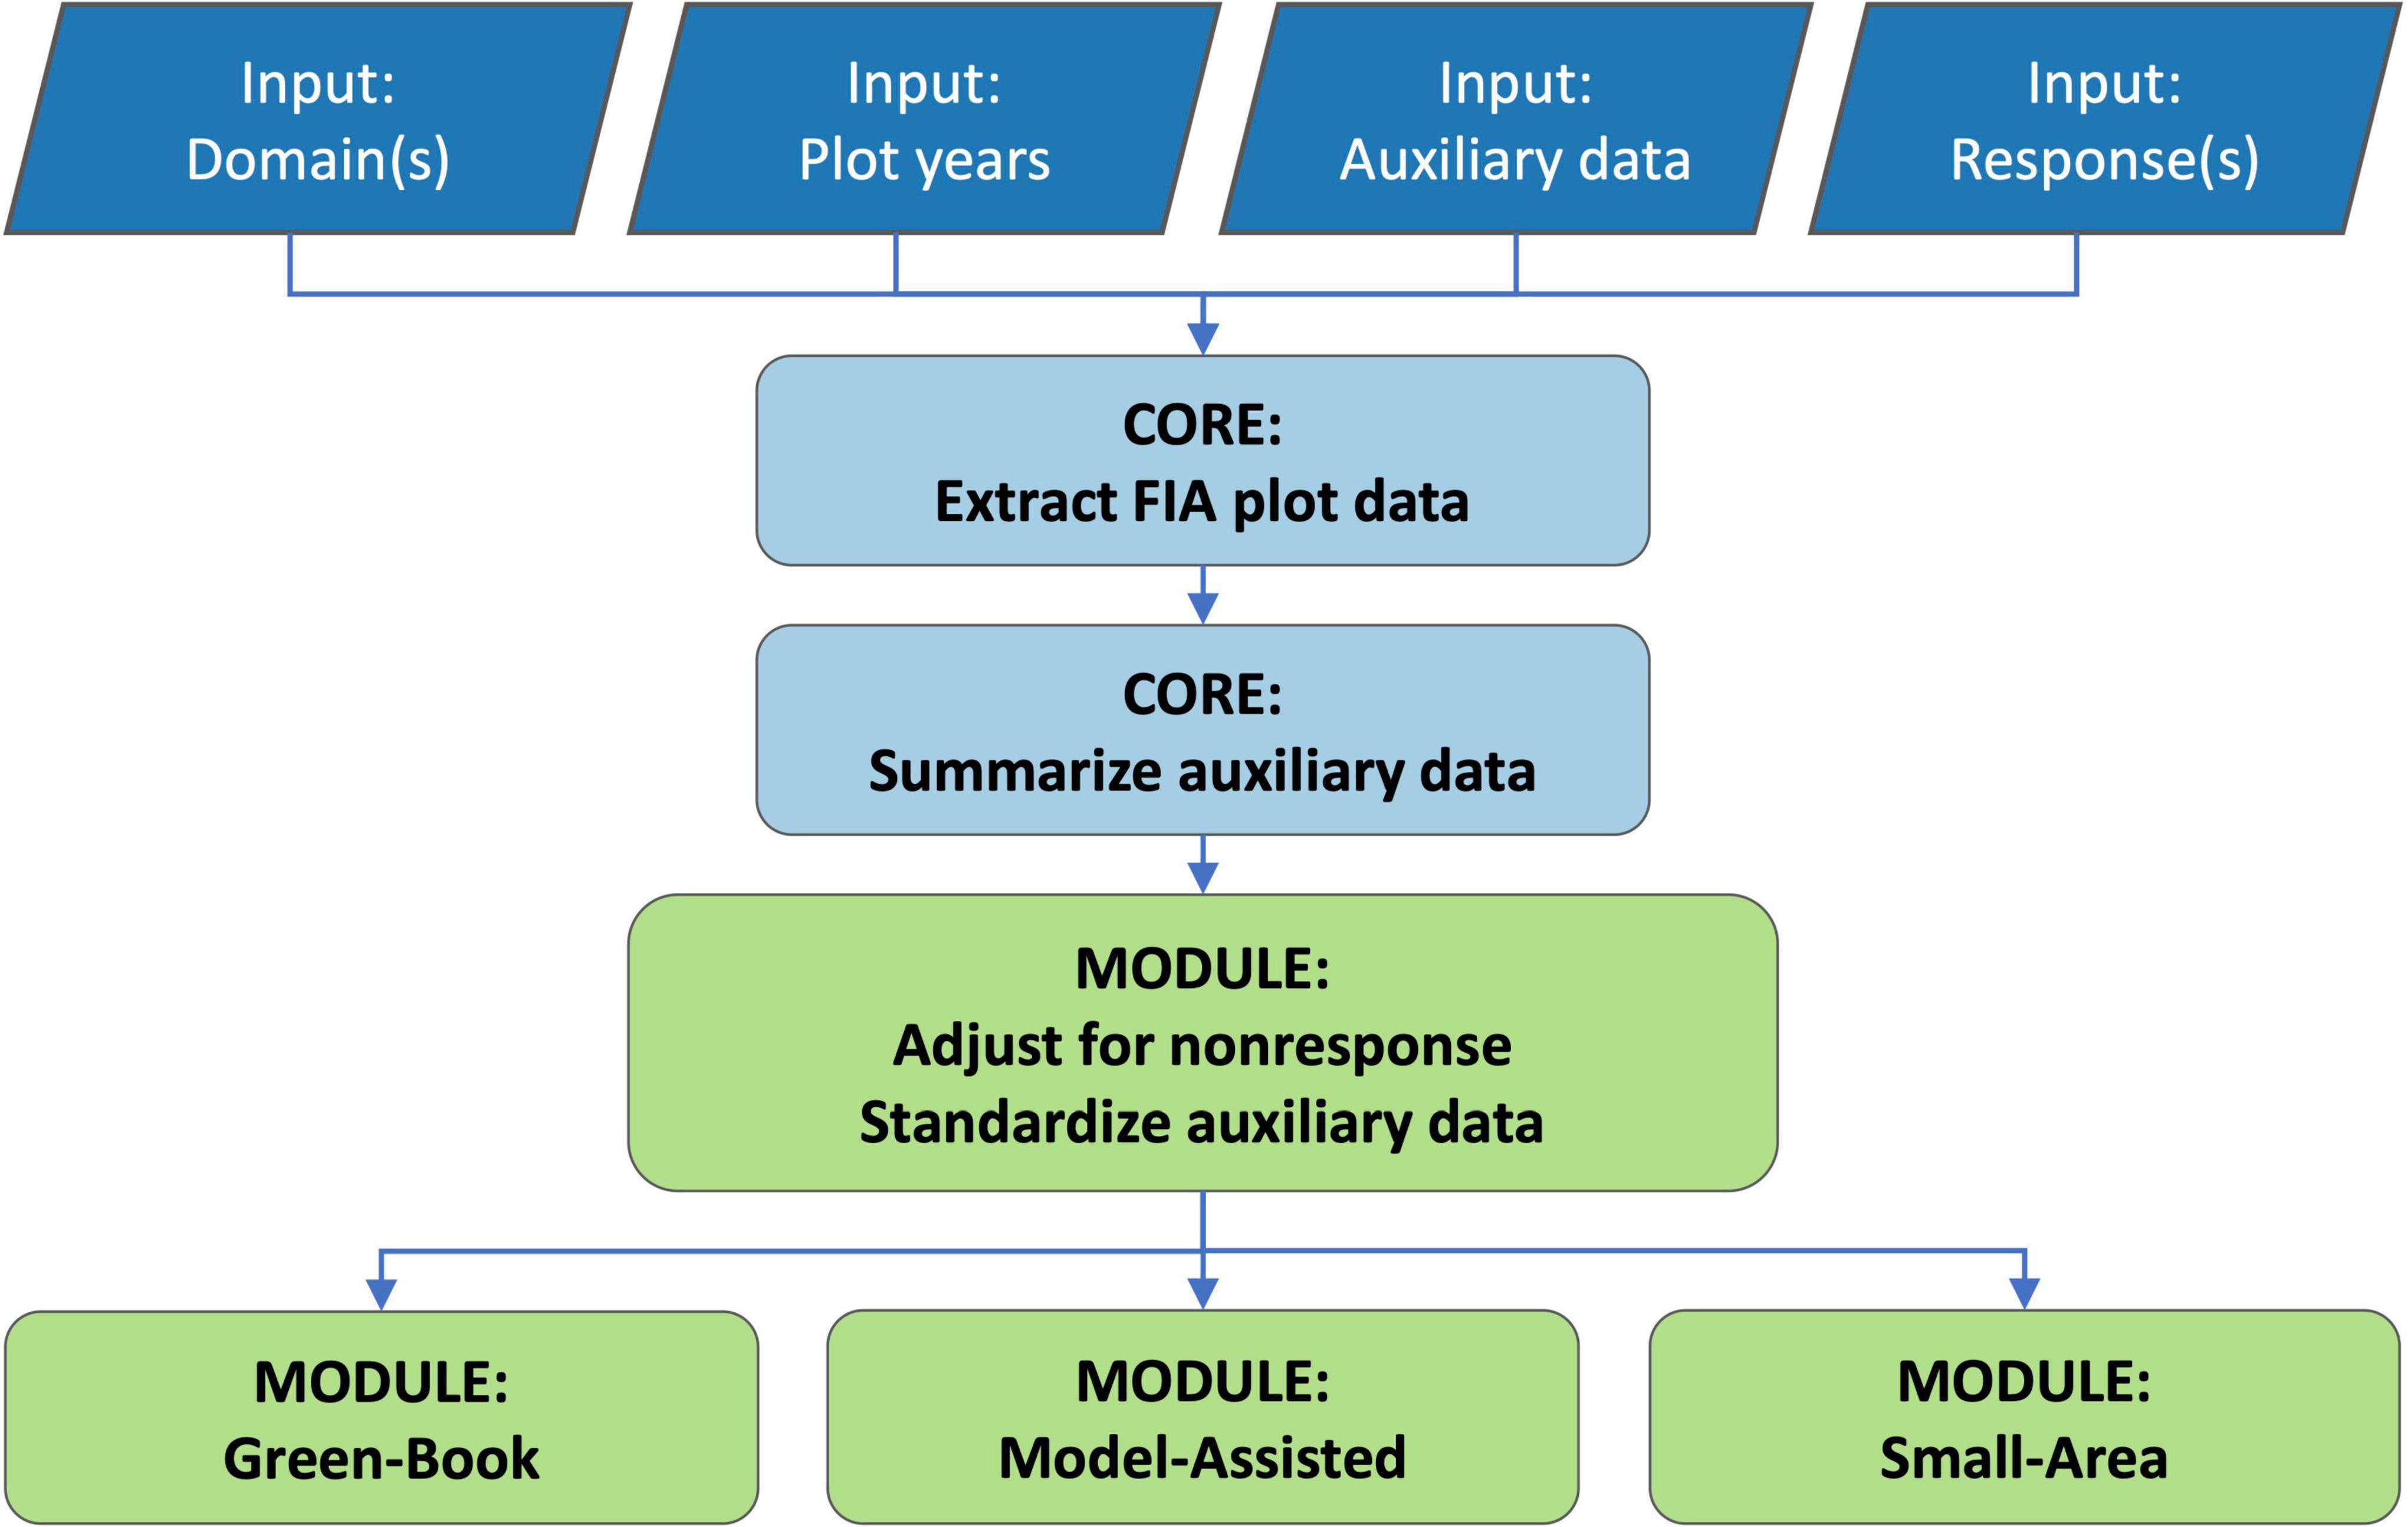 Input:
Domain(s)
Input:
Plot years
Input:
Auxiliary data
Input:
Response(s)
CORE:
Extract FIA plot data
CORE:
Summarize auxiliary data
MODULE:
Adjust for nonresponse
Standardize auxiliary data
MODULE:
Green-Book
MODULE:
Model-Assisted
MODULE:
Small-Area